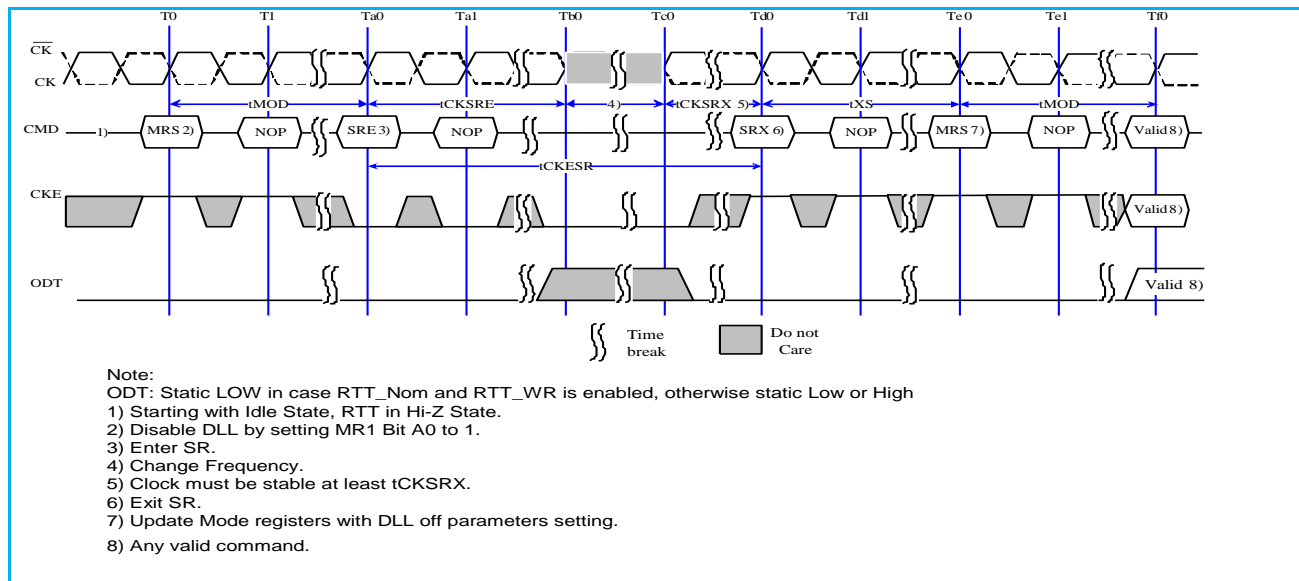 T0 T1 Ta0 Ta1 Tb0 Tc0 Td0 Td1 Te0 Te1 Tf0
CK
CK
tMOD tCKSRE 4) tCKSRX 5) tXS tMOD
CMD 1) MRS 2) NOP SRE 3) NOP SRX 6) NOP MRS 7) NOP Valid 8)
tCKESR
CKE Valid 8)
ODT Valid 8)
Time break
Do not Care
Note:
ODT: Static LOW in case RTT_Nom and RTT_WR is enabled, otherwise static Low or High
1) Starting with Idle State, RTT in Hi-Z State.
2) Disable DLL by setting MR1 Bit A0 to 1.
3) Enter SR.
4) Change Frequency.
5) Clock must be stable at least tCKSRX.
6) Exit SR.
7) Update Mode registers with DLL off parameters setting.
8) Any valid command.